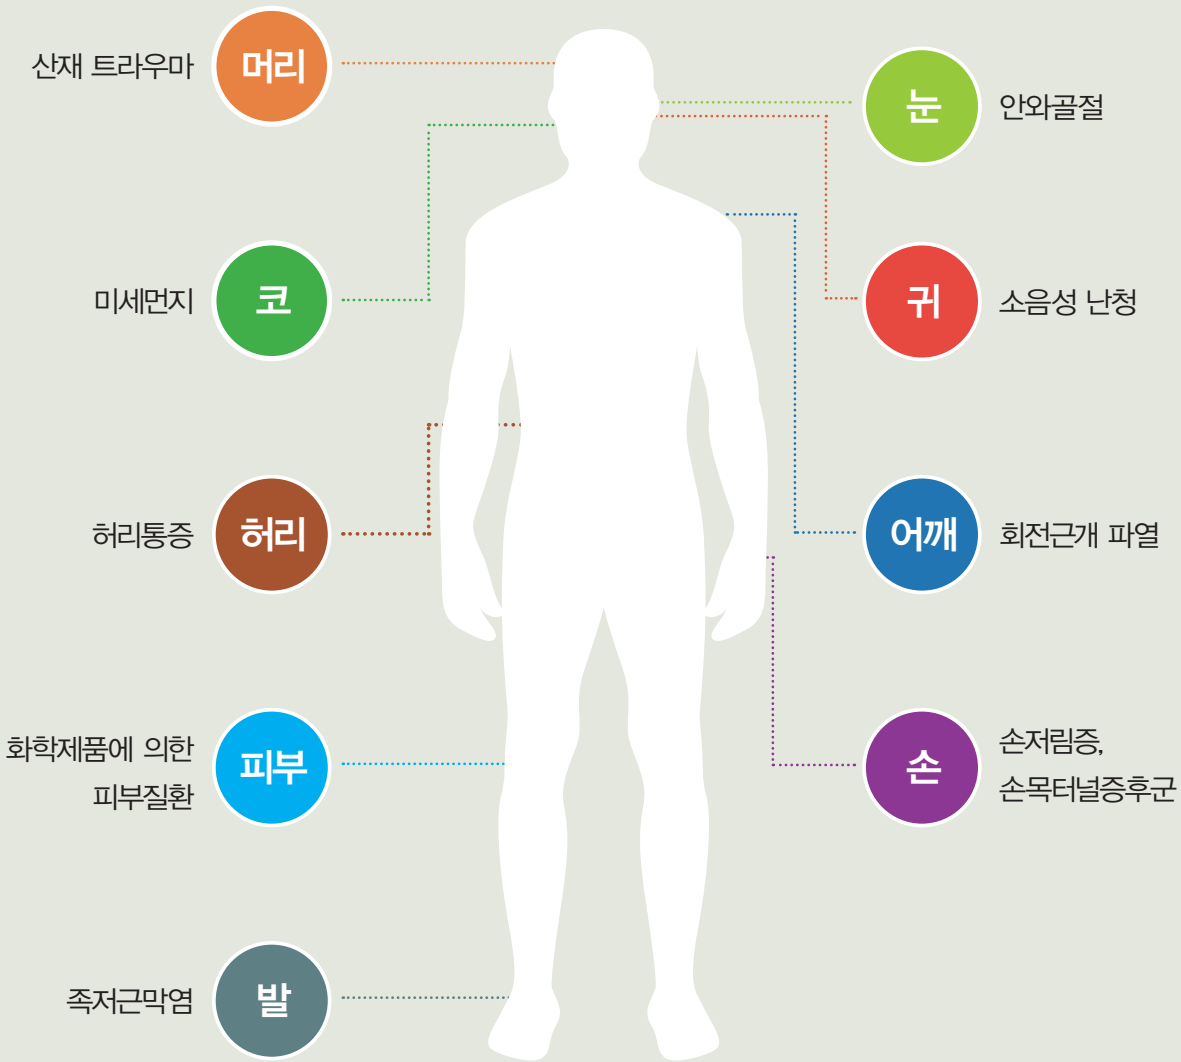 산재 트라우마
머리
눈
안와골절
미세먼지
코
귀
소음성 난청
허리통증
허리
어깨
회전근개 파열
화학제품에 의한
피부질환
피부
손
손저림증,
손목터널증후군
족저근막염
발